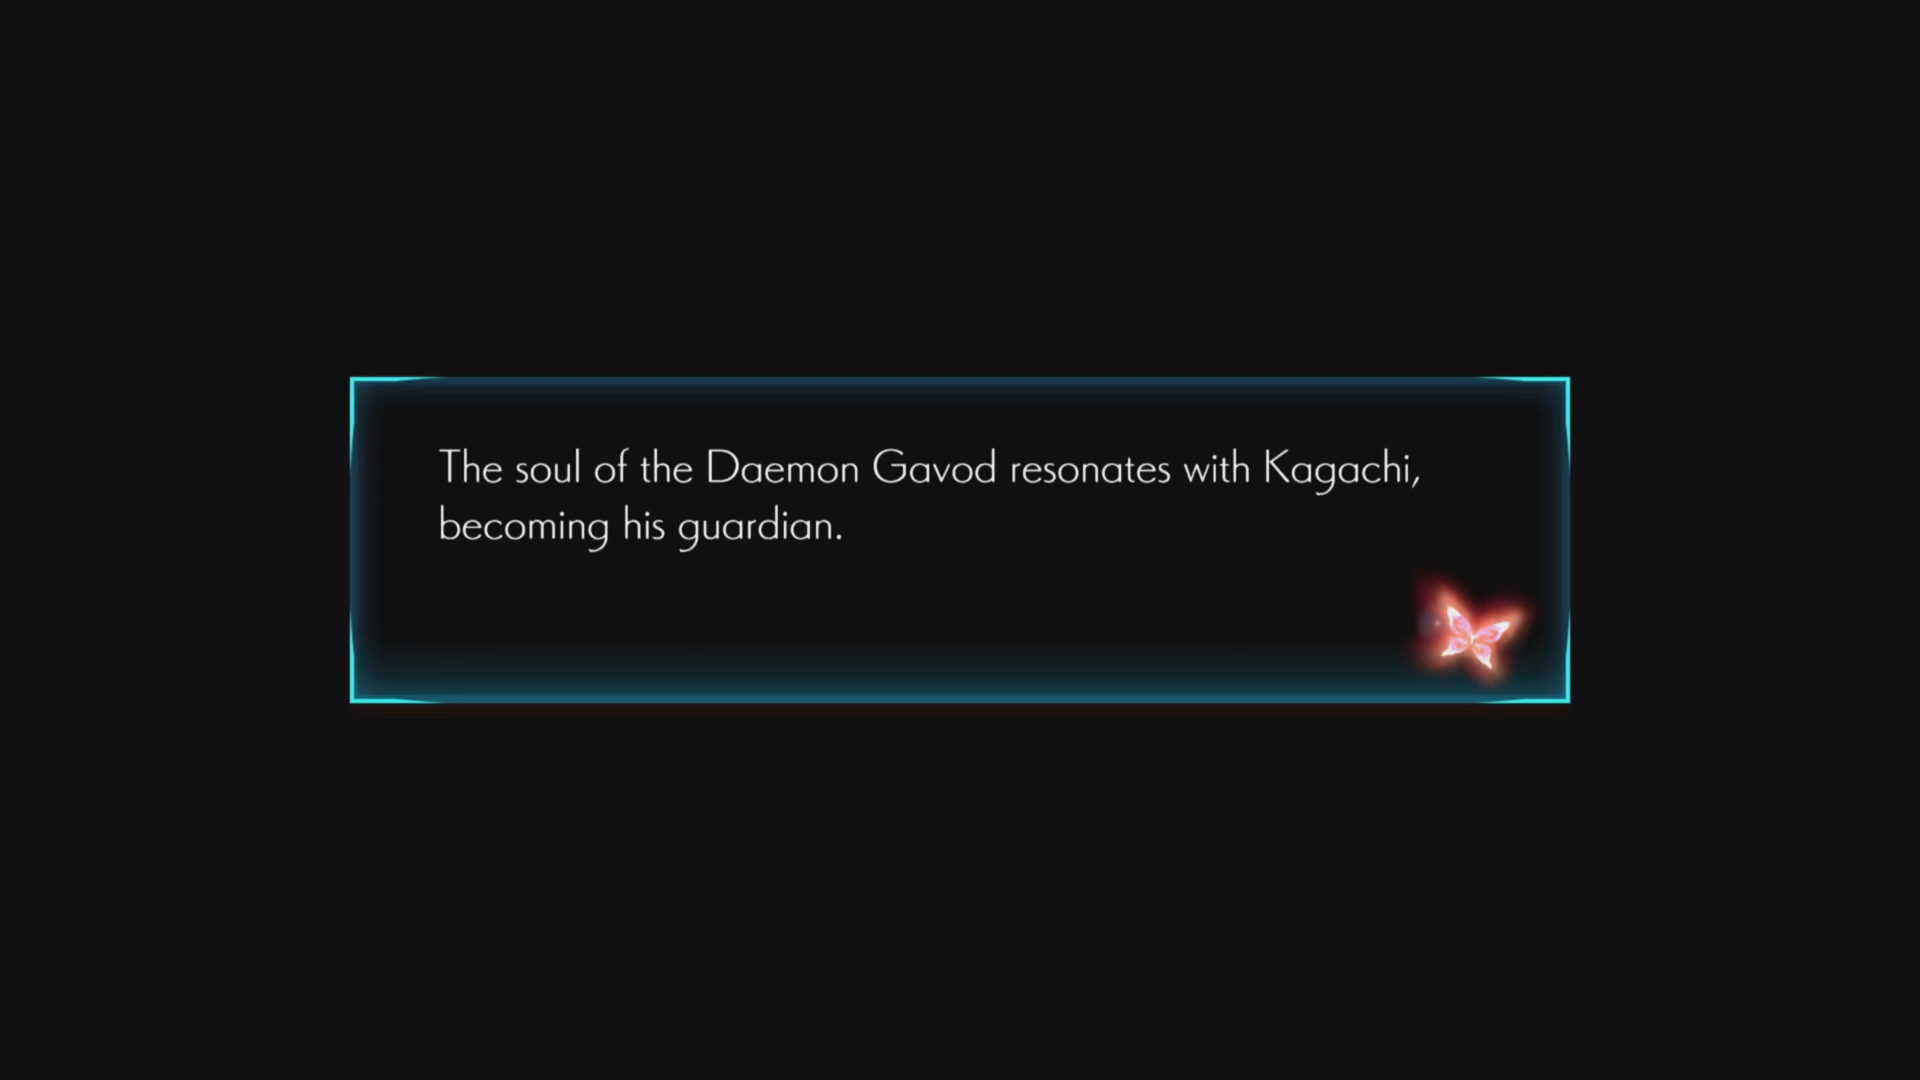 The soul of the Daemon Gavod resonates with Kagachi,
becoming his guardian.